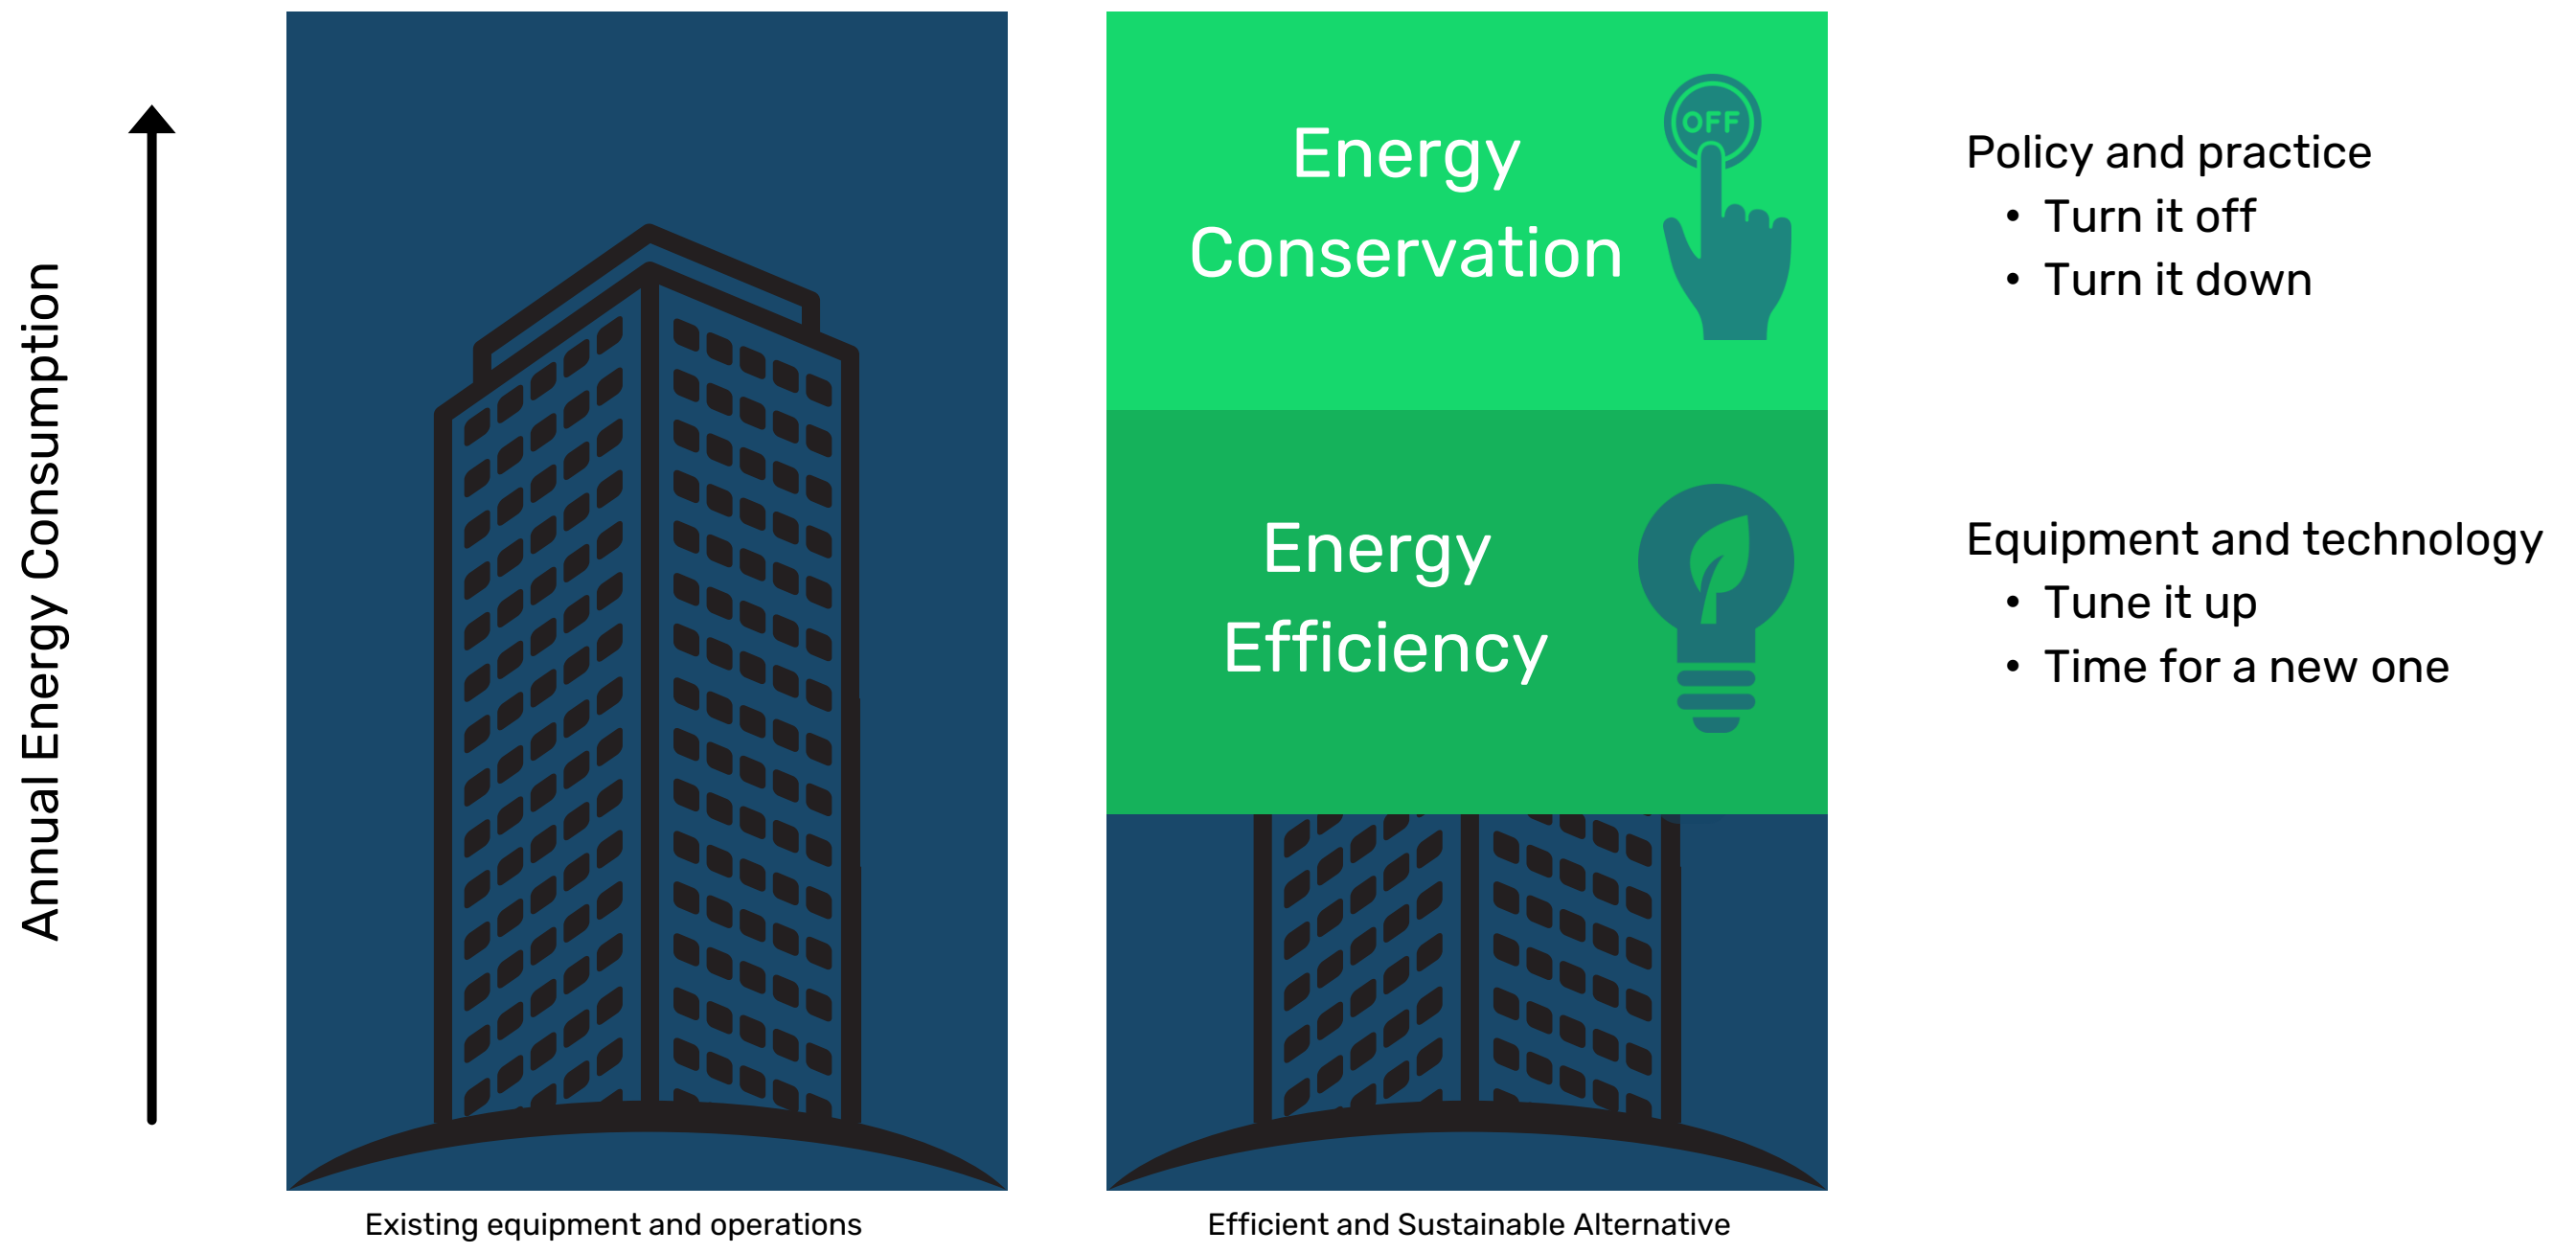 Annual Energy Consumption
Energy
Conservation
OFF
Policy and practice
• Turn it off
• Turn it down
Energy
Efficiency
Equipment and technology
• Tune it up
• Time for a new one
Existing equipment and operations
Efficient and Sustainable Alternative